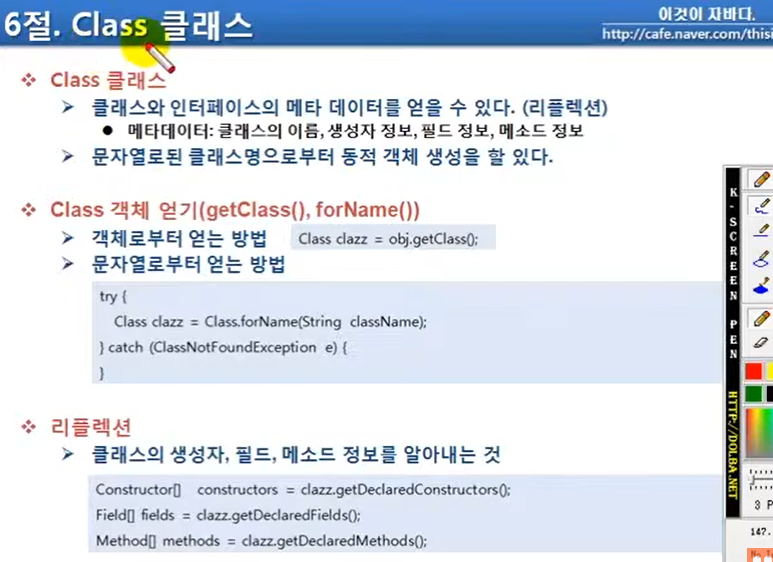 6절. Class 클래스
이것이 자바다.
http://cafe.naver.com/thisi
Class 클래스
클래스와 인터페이스의 메타 데이터를 얻을 수 있다. (리플렉션)
메타데이터: 클래스의 이름, 생성자 정보, 필드 정보, 메소드 정보
문자열로된 클래스명으로부터 동적 객체 생성을 할 있다.
Class 객체 얻기(getClass(), forName())
객체로부터 얻는 방법 Class clazz = obj.getClass();
문자열로부터 얻는 방법
try {
Class clazz = Class.forName(String className);
} catch (ClassNotFoundException e) {
}
리플렉션
클래스의 생성자, 필드, 메소드 정보를 알아내는 것
Constructor[] constructors = clazz.getDeclaredConstructors();
Field[] fields = clazz.getDeclaredFields();
Method[] methods = clazz.getDeclaredMethods();
K-SCREEN PEN
HTTP://DOLBA.NET
3 P
147.